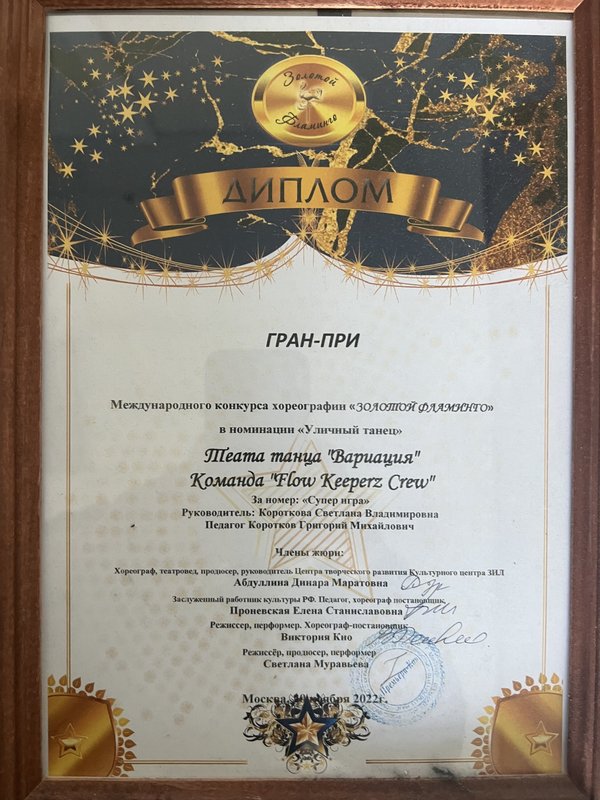 Золотой
Фламинго
ДИПЛОМ
ГРАН-ПРИ
Международного конкурса хореографии «ЗОЛОТОЙ ФЛАМИНГО»
в номинации «Уличный танец»
Театa танца "Вариация"
Команда "Flow Keeperz Crew"
За номер: «Супер игра»
Руководитель: Короткова Светлана Владимировна
Педагог Коротков Григорий Михайлович
Члены жюри:
Хореограф, театровед, продюсер, руководитель Центра творческого развития Культурного центра ЗИЛ
Абдуллина Динара Маратовна
Заслуженный работник культуры РФ. Педагог, хореограф постановщик,
Проневская Елена Станиславовна
Режиссер, перформер. Хореограф-постановщик
Виктория Кио
Режиссёр, продюсер, перформер
Светлана Муравьева
Москва, 2022г.